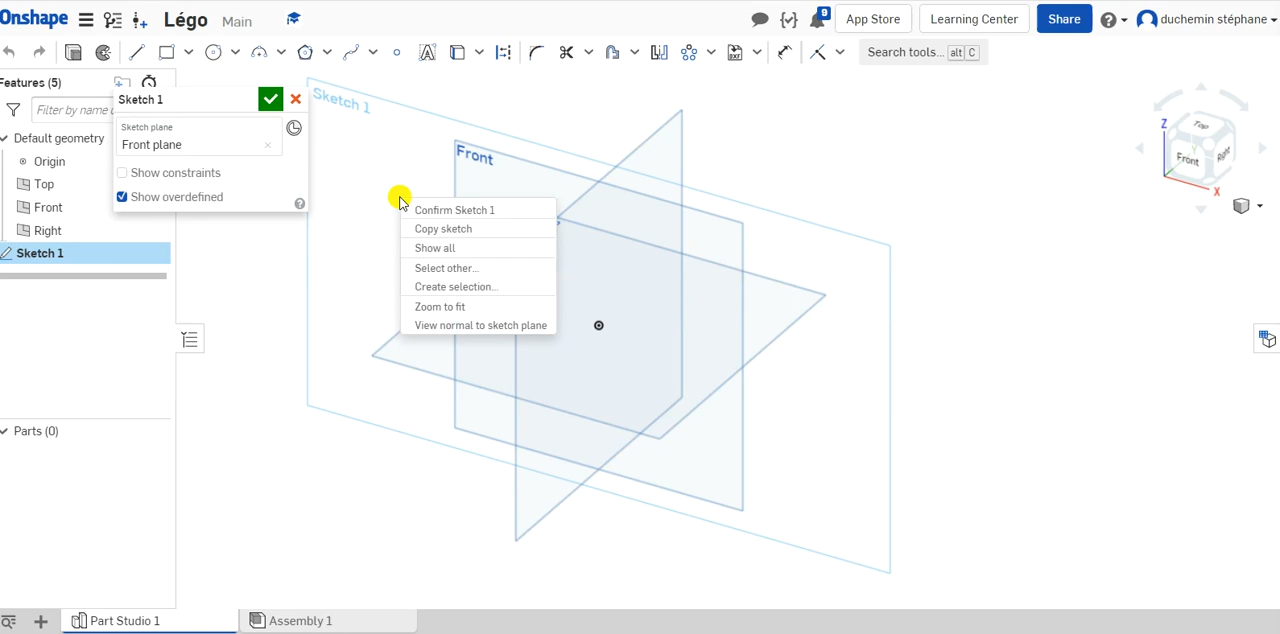 Onshape Légo Main 9 App Store Learning Center Share duchemin stéphane
Search tools... alt C
Features (5)
Filter by name o
Default geometry
Origin
Top
Front
Right
Sketch 1
Parts (0)
Sketch 1
Sketch plane
Front plane
Show constraints
Show overdefined
Sketch 1
Front
Confirm Sketch 1
Copy sketch
Show all
Select other...
Create selection...
Zoom to fit
View normal to sketch plane
Z
Top
Y
Front
Right
X
Part Studio 1
Assembly 1